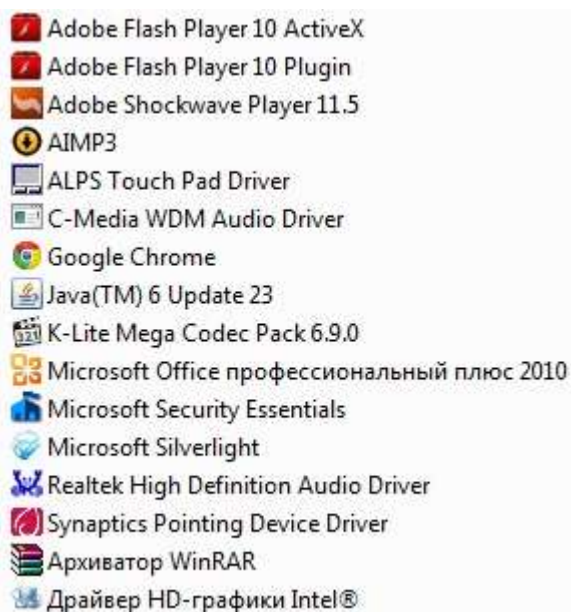 Adobe Flash Player 10 ActiveX
Adobe Flash Player 10 Plugin
Adobe Shockwave Player 11.5
AIMP3
ALPS Touch Pad Driver
C-Media WDM Audio Driver
Google Chrome
Java(TM) 6 Update 23
K-Lite Mega Codec Pack 6.9.0
Microsoft Office профессиональный плюс 2010
Microsoft Security Essentials
Microsoft Silverlight
Realtek High Definition Audio Driver
Synaptics Pointing Device Driver
Архиватор WinRAR
Драйвер HD-графики Intel®